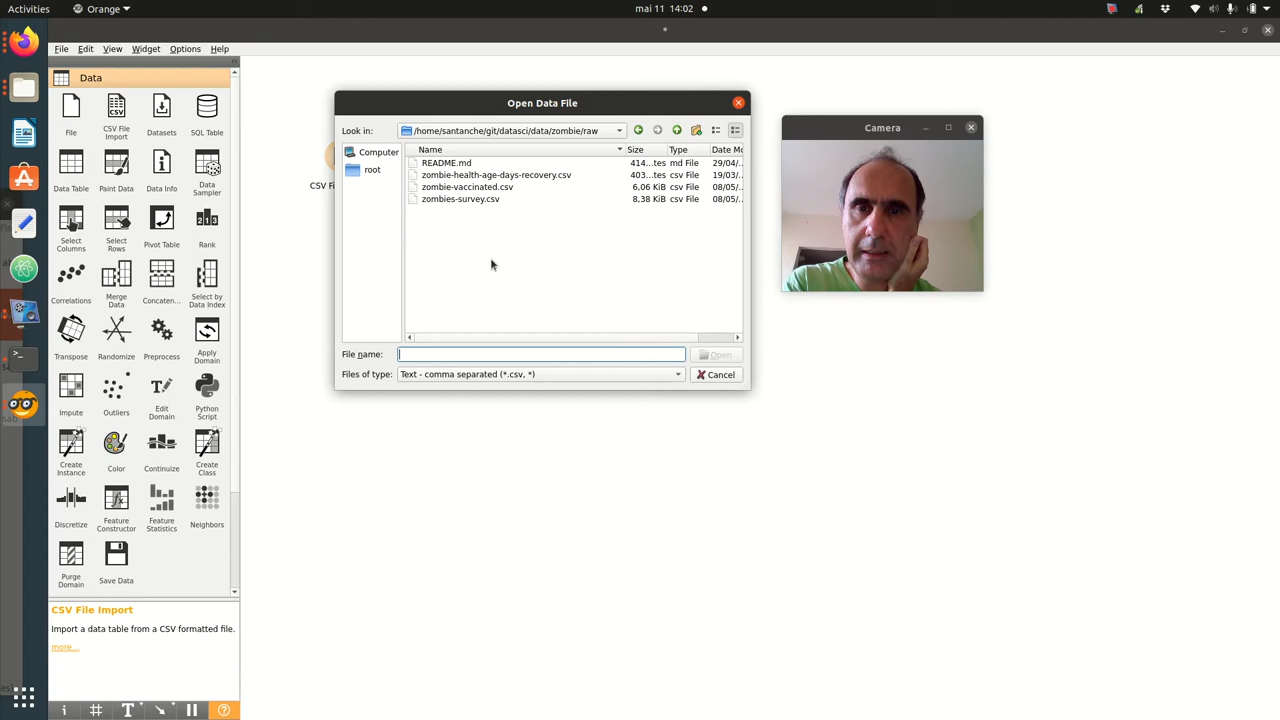 Activities
Orange
mai 11 14:02
File Edit View Widget Options Help
Data
File
CSV File Import
Datasets
SQL Table
Data Table
Paint Data
Data Info
Data Sampler
Select Columns
Select Rows
Pivot Table
Rank
Correlations
Merge Data
Concaten...
Select by Data Index
Transpose
Randomize
Preprocess
Apply Domain
Impute
Outliers
Edit Domain
Python Script
Create Instance
Color
Continuize
Create Class
Discretize
Feature Constructor
Feature Statistics
Neighbors
Purge Domain
Save Data
CSV File Import
Import a data table from a CSV formatted file.
more...
CSV Fi
Open Data File
Look in: /home/santanche/git/datasci/data/zombie/raw
Computer
root
Name Size Type Date Mo
README.md 414...tes md File 29/04/...
zombie-health-age-days-recovery.csv 403...tes csv File 19/03/...
zombie-vaccinated.csv 6,06 KiB csv File 08/05/...
zombies-survey.csv 8,38 KiB csv File 08/05/...
File name:
Open
Files of type: Text - comma separated (*.csv, *)
Cancel
Camera